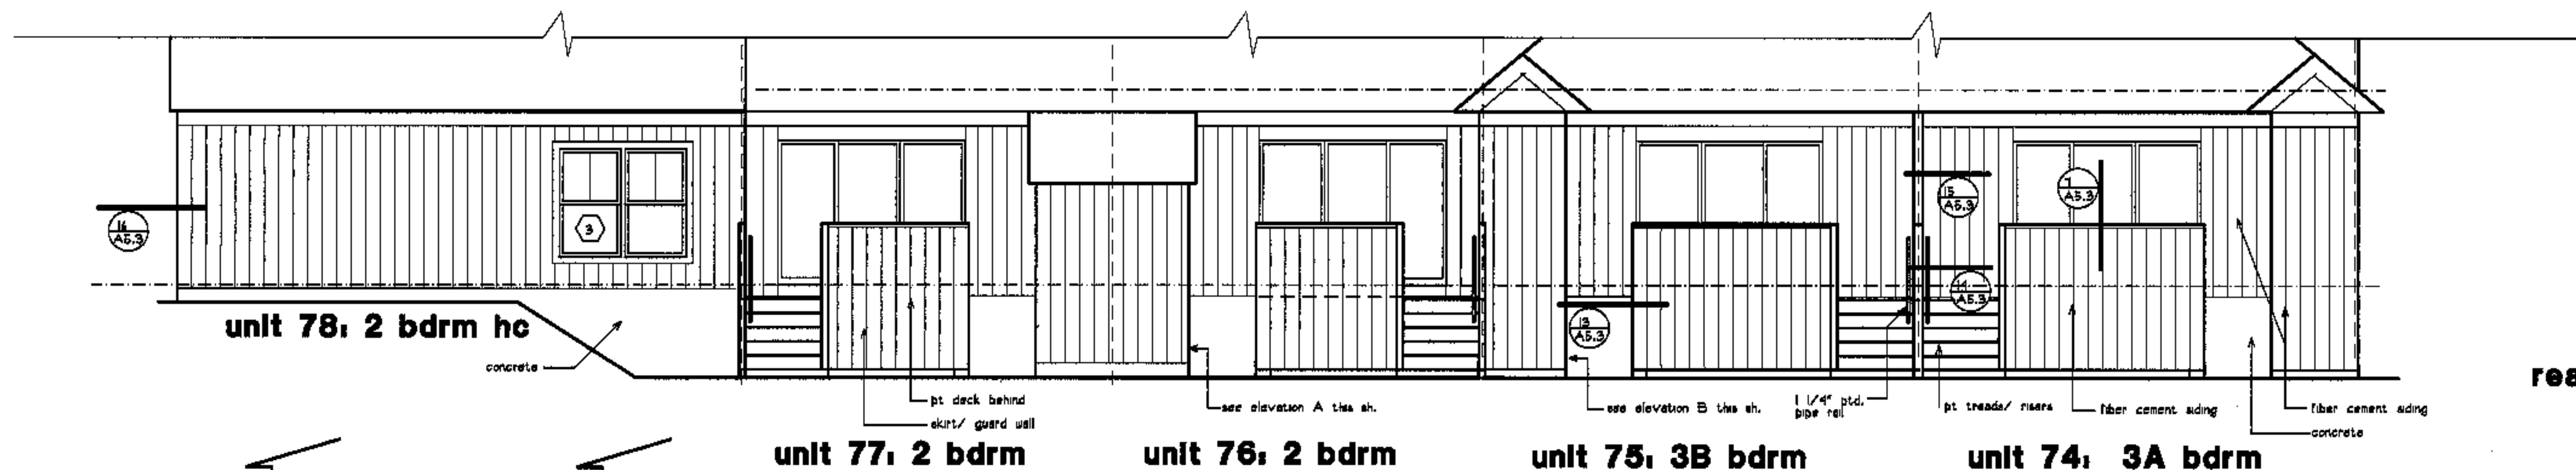 16
A5.3
3
15
A5.3
7
A5.3
14
A5.3
13
A5.3
unit 78: 2 bdrm hc
concrete
pt deck behind
skirt/ guard wall
see elevation A this sh.
see elevation B this sh.
1 1/4" ptd.
pipe rail
pt treads/ risers
fiber cement siding
fiber cement siding
concrete
rea
unit 77: 2 bdrm
unit 76: 2 bdrm
unit 75: 3B bdrm
unit 74: 3A bdrm